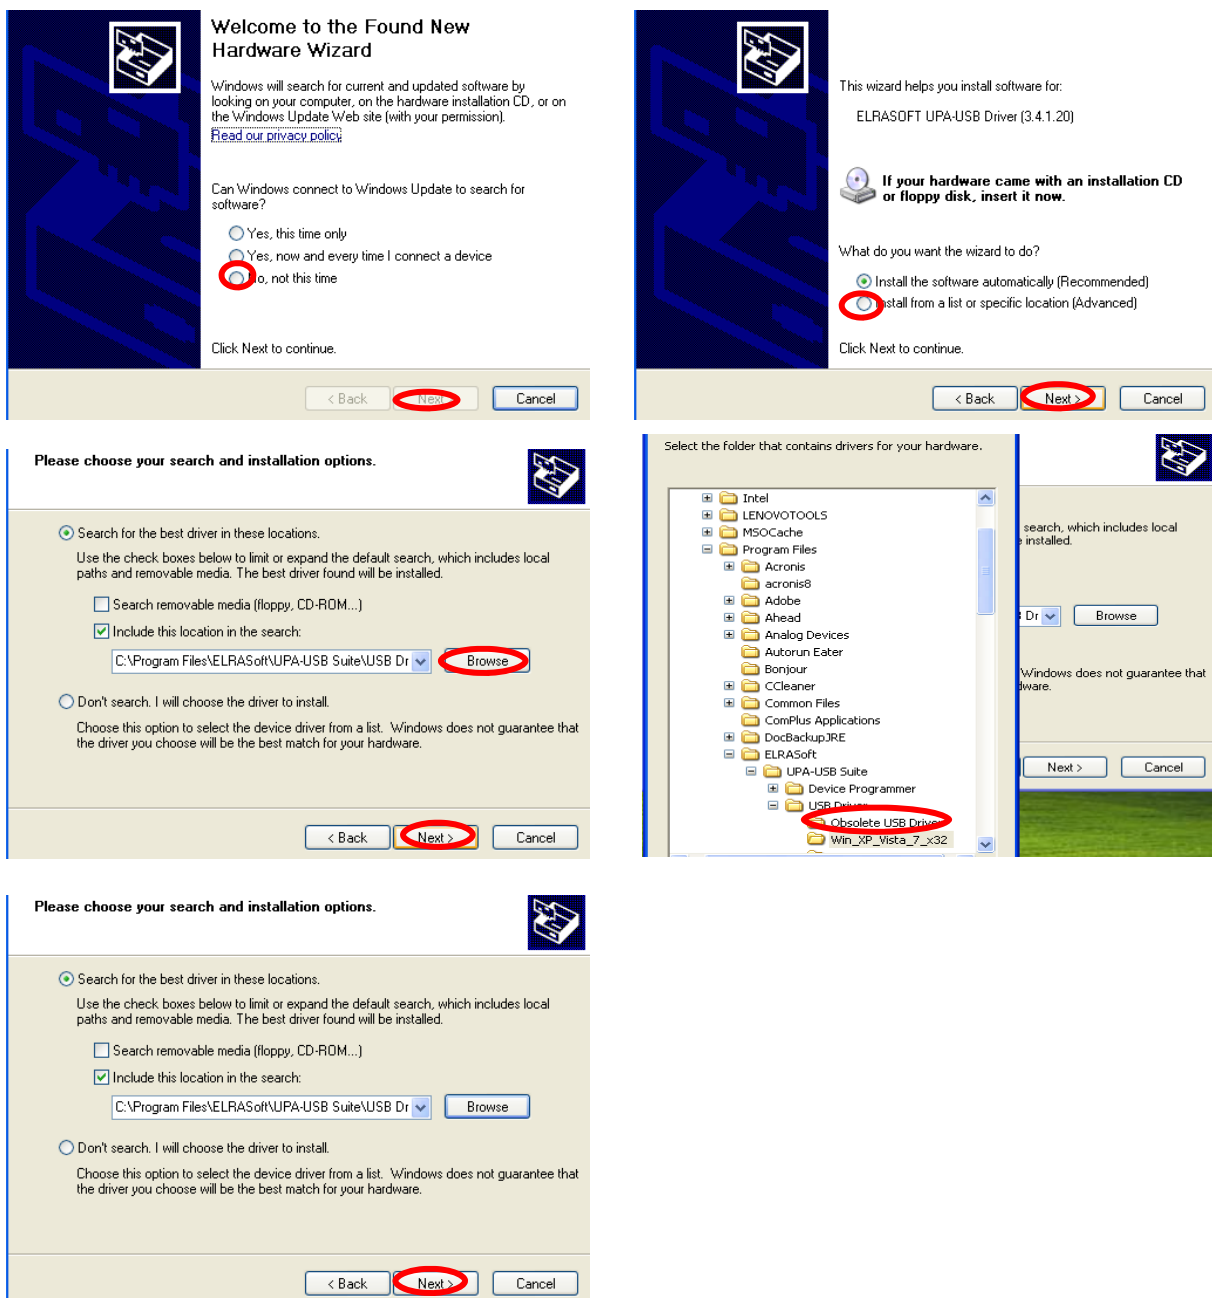 Welcome to the Found New
Hardware Wizard
Windows will search for current and updated software by
looking on your computer, on the hardware installation CD, or on
the Windows Update Web site (with your permission).
Read our privacy policy
Can Windows connect to Windows Update to search for
software?
Yes, this time only
Yes, now and every time I connect a device
No, not this time
Click Next to continue.
< Back Next > Cancel
This wizard helps you install software for:
ELRASOFT UPA-USB Driver (3.4.1.20)
If your hardware came with an installation CD
or floppy disk, insert it now.
What do you want the wizard to do?
Install the software automatically (Recommended)
Install from a list or specific location (Advanced)
Click Next to continue.
< Back Next > Cancel
Please choose your search and installation options.
Search for the best driver in these locations.
Use the check boxes below to limit or expand the default search, which includes local
paths and removable media. The best driver found will be installed.
Search removable media (floppy, CD-ROM...)
Include this location in the search:
C:\Program Files\ELRASoft\UPA-USB Suite\USB Dr Browse
Don't search. I will choose the driver to install.
Choose this option to select the device driver from a list. Windows does not guarantee that
the driver you choose will be the best match for your hardware.
< Back Next > Cancel
Select the folder that contains drivers for your hardware.
Intel
LENOVOTOOLS
MSOCache
Program Files
Acronis
acronis8
Adobe
Ahead
Analog Devices
Autorun Eater
Bonjour
CCleaner
Common Files
ComPlus Applications
DocBackupJRE
ELRASoft
UPA-USB Suite
Device Programmer
USB Driver
Obsolete USB Driver
Win_XP_Vista_7_x32
search, which includes local
installed.
Dr Browse
Windows does not guarantee that
dware.
Next > Cancel
Please choose your search and installation options.
Search for the best driver in these locations.
Use the check boxes below to limit or expand the default search, which includes local
paths and removable media. The best driver found will be installed.
Search removable media (floppy, CD-ROM...)
Include this location in the search:
C:\Program Files\ELRASoft\UPA-USB Suite\USB Dr Browse
Don't search. I will choose the driver to install.
Choose this option to select the device driver from a list. Windows does not guarantee that
the driver you choose will be the best match for your hardware.
< Back Next > Cancel